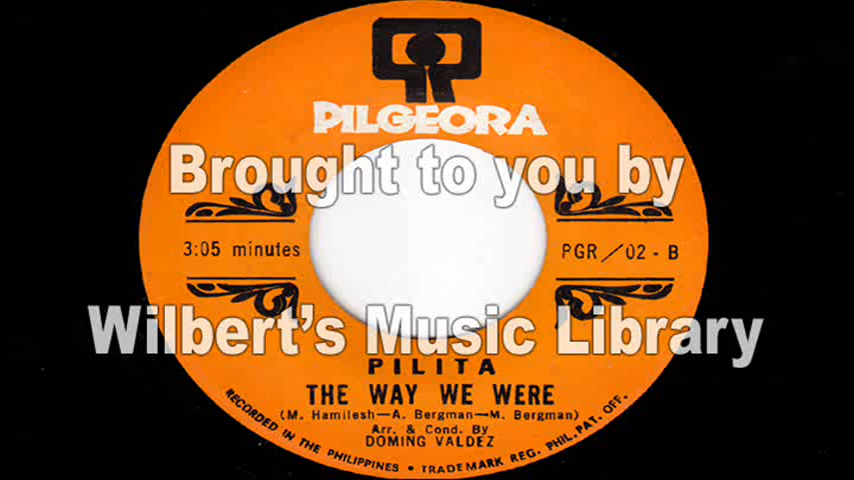 PILGEORA
Brought to you by
3:05 minutes
PGR/02-B
Wilbert's Music Library
PILITA
THE WAY WE WERE
(M. Hamilesh-A. Bergman-M. Bergman)
Arr. & Cond. By
DOMING VALDEZ
RECORDED IN THE PHILIPPINES • TRADEMARK REG. PHIL. PAT. OFF.